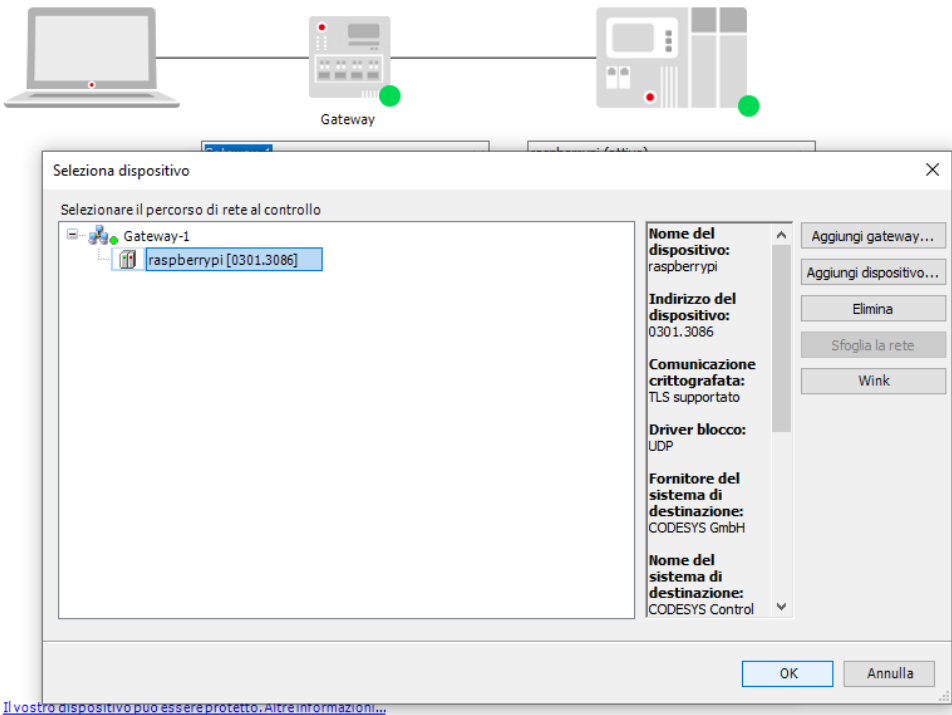 Gateway
Seleziona dispositivo
Selezionare il percorso di rete al controllo
Gateway-1
raspberrypi [0301.3086]
Nome del
dispositivo:
raspberrypi
Indirizzo del
dispositivo:
0301.3086
Comunicazione
crittografata:
TLS supportato
Driver blocco:
UDP
Fornitore del
sistema di
destinazione:
CODESYS GmbH
Nome del
sistema di
destinazione:
CODESYS Control
Aggiungi gateway...
Aggiungi dispositivo...
Elimina
Sfoglia la rete
Wink
OK
Annulla
Il vostro dispositivo può essere protetto. Altre informazioni...